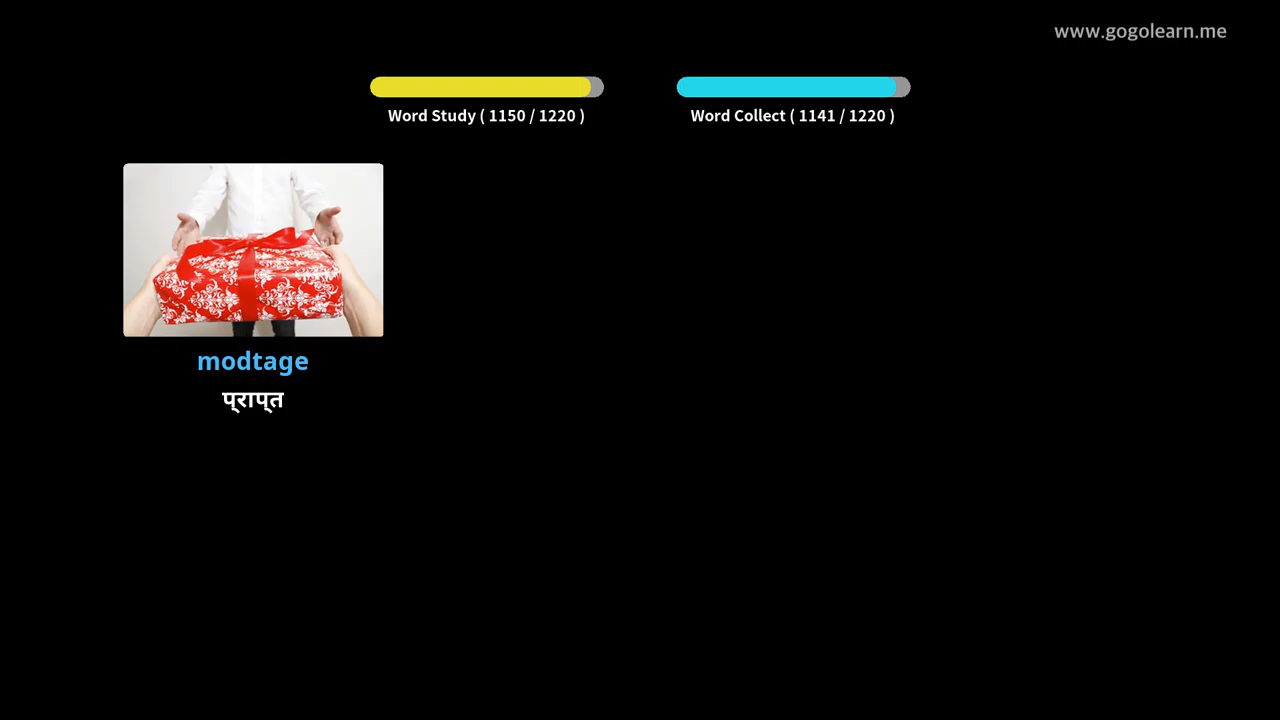 www.gogolearn.me
Word Study ( 1150 / 1220 )
Word Collect ( 1141 / 1220 )
modtage
प्राप्त